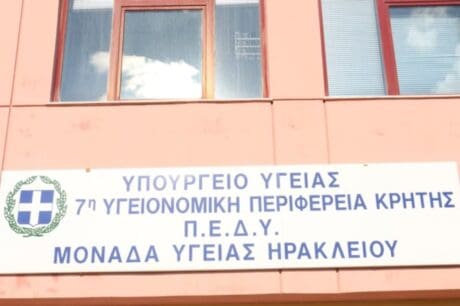 ΥΠΟΥΡΓΕΙΟ ΥΓΕΙΑΣ
7η ΥΓΕΙΟΝΟΜΙΚΗ ΠΕΡΙΦΕΡΕΙΑ ΚΡΗΤΗΣ
Π.Ε.Δ.Υ.
ΜΟΝΑΔΑ ΥΓΕΙΑΣ ΗΡΑΚΛΕΙΟΥ